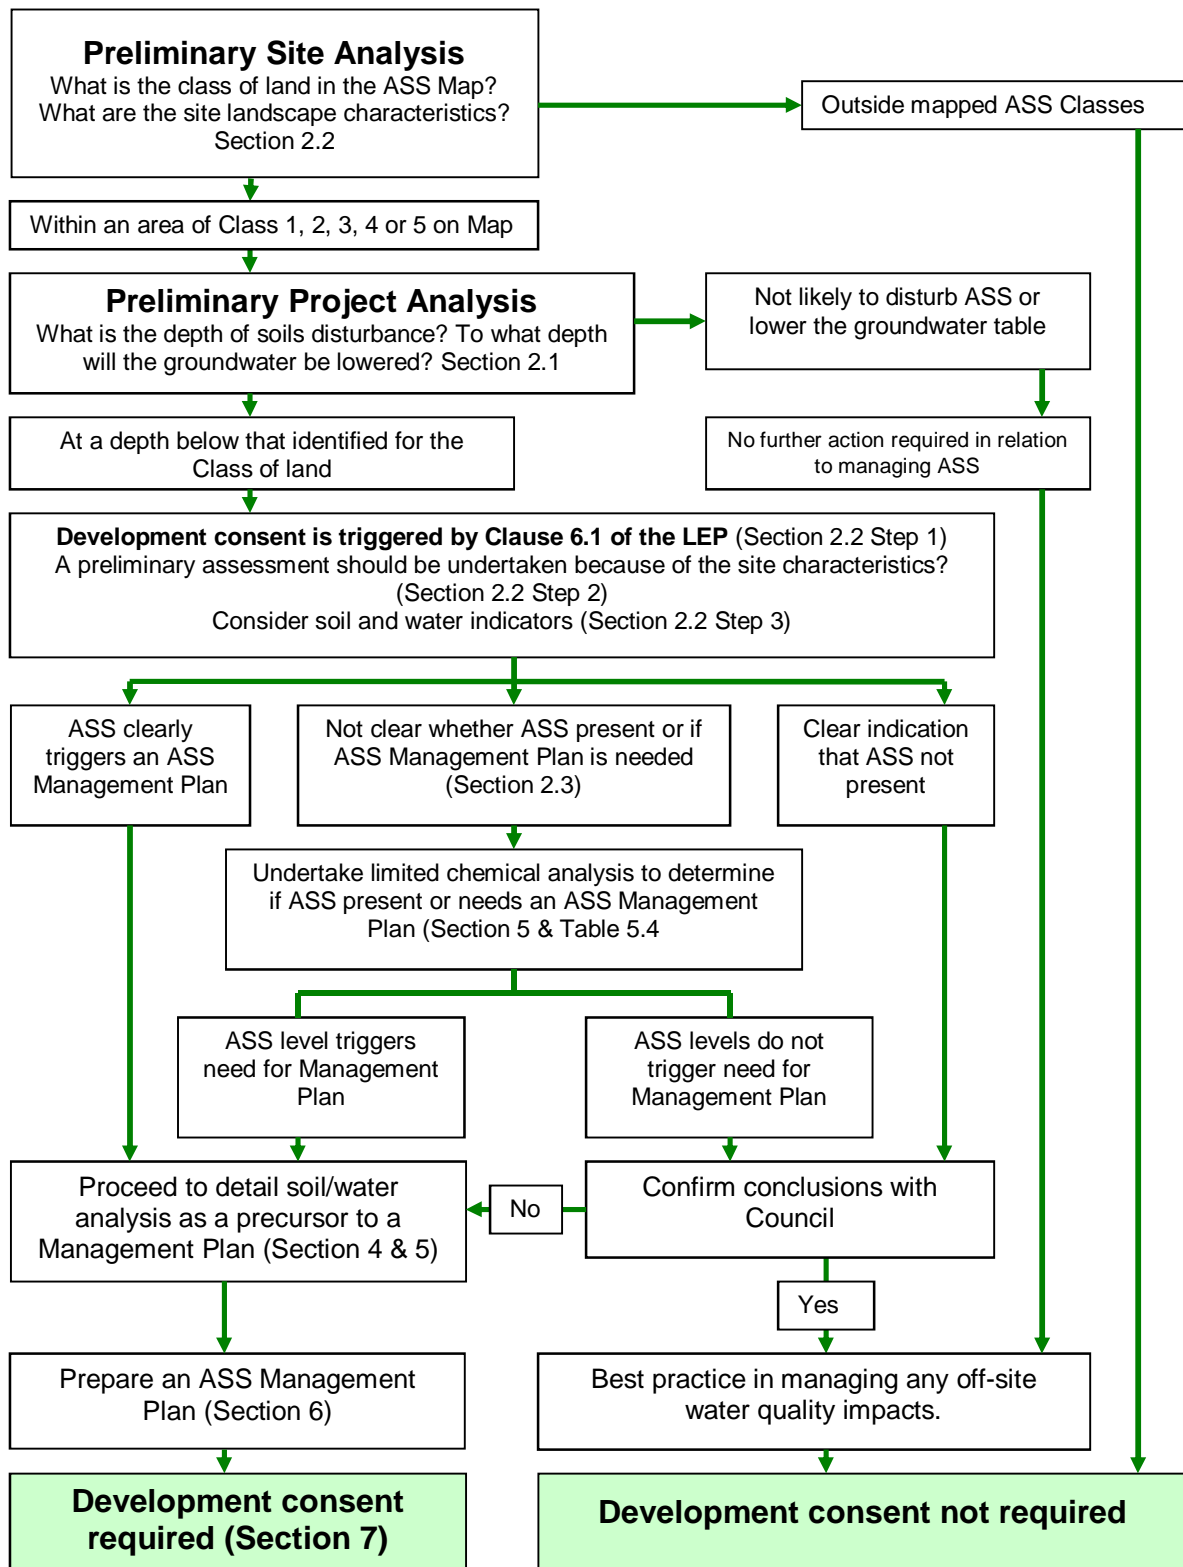 Preliminary Site Analysis
What is the class of land in the ASS Map?
What are the site landscape characteristics?
Section 2.2
Outside mapped ASS Classes
Within an area of Class 1, 2, 3, 4 or 5 on Map
Preliminary Project Analysis
What is the depth of soils disturbance? To what depth
will the groundwater be lowered? Section 2.1
Not likely to disturb ASS or
lower the groundwater table
At a depth below that identified for the
Class of land
No further action required in relation
to managing ASS
Development consent is triggered by Clause 6.1 of the LEP (Section 2.2 Step 1)
A preliminary assessment should be undertaken because of the site characteristics?
(Section 2.2 Step 2)
Consider soil and water indicators (Section 2.2 Step 3)
ASS clearly
triggers an ASS
Management Plan
Not clear whether ASS present or if
ASS Management Plan is needed
(Section 2.3)
Clear indication
that ASS not
present
Undertake limited chemical analysis to determine
if ASS present or needs an ASS Management
Plan (Section 5 & Table 5.4
ASS level triggers
need for Management
Plan
ASS levels do not
trigger need for
Management Plan
Proceed to detail soil/water
analysis as a precursor to a
Management Plan (Section 4 & 5)
No
Confirm conclusions with
Council
Yes
Prepare an ASS Management
Plan (Section 6)
Best practice in managing any off-site
water quality impacts.
Development consent
required (Section 7)
Development consent not required